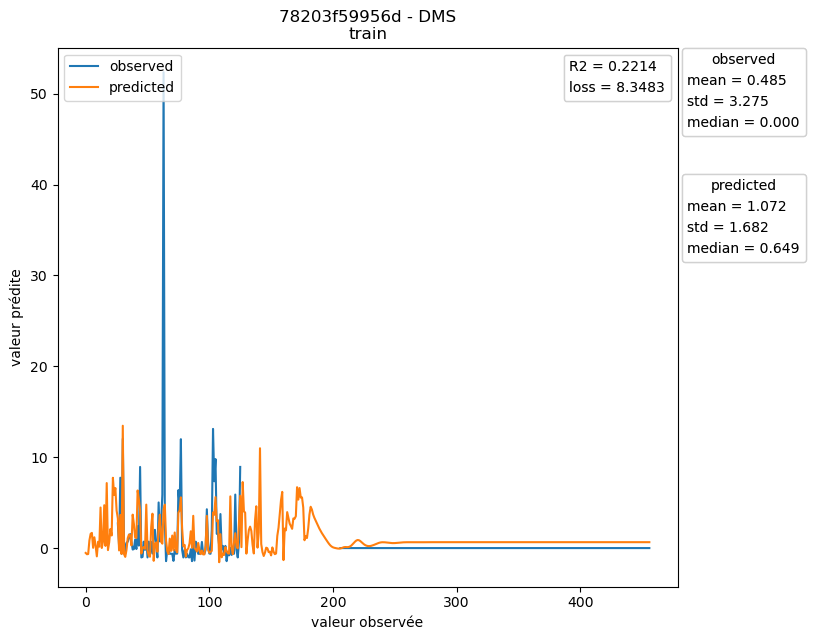 78203f59956d - DMS
train
observed
predicted
R2 = 0.2214
loss = 8.3483
observed
mean = 0.485
std = 3.275
median = 0.000
predicted
mean = 1.072
std = 1.682
median = 0.649
valeur prédite
50
40
30
20
10
0
0
100
200
300
400
valeur observée